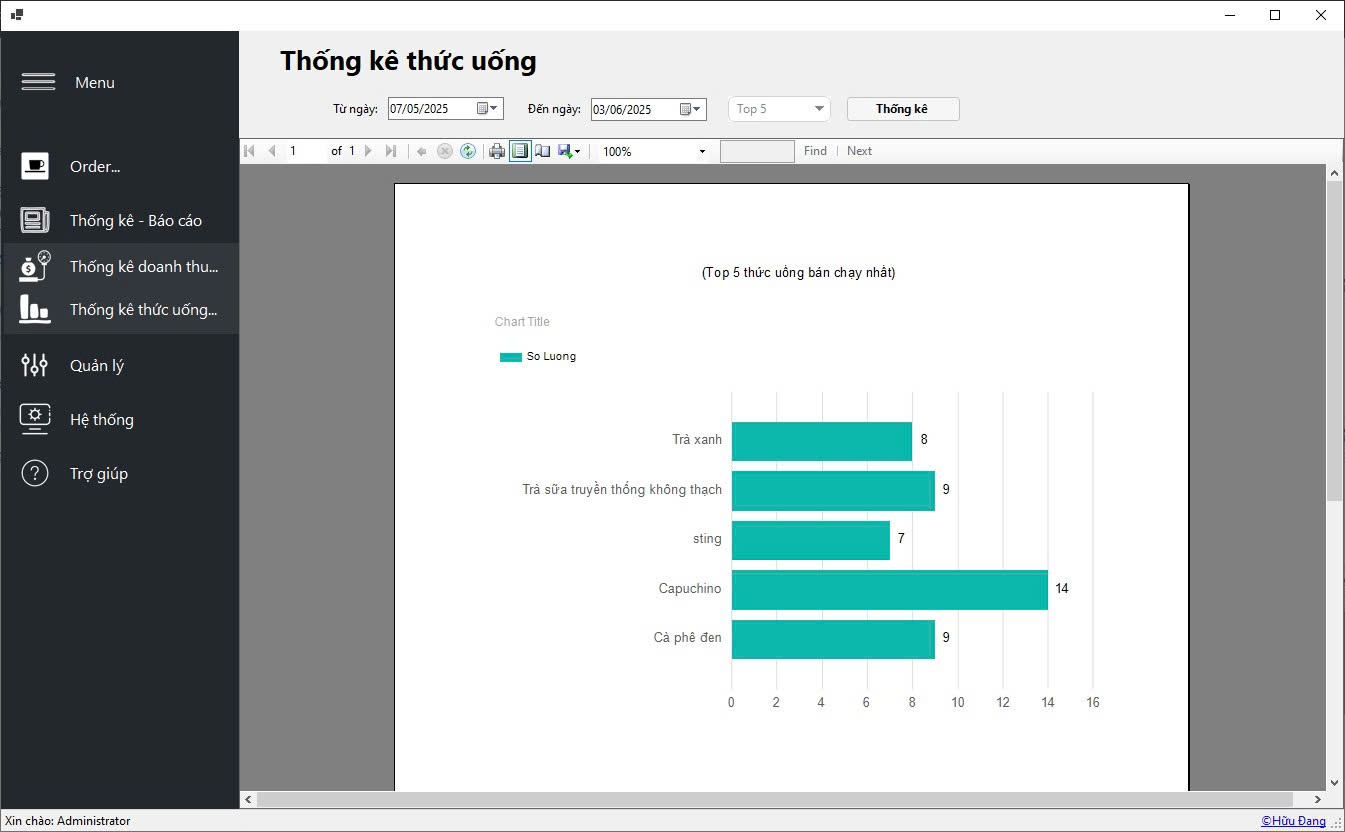 Thống kê thức uống
Menu
Từ ngày: 07/05/2025 Đến ngày: 03/06/2025 Top 5 Thống kê
1 of 1 100% Find Next
Order...
Thống kê - Báo cáo
Thống kê doanh thu...
Thống kê thức uống...
Quản lý
Hệ thống
Trợ giúp
(Top 5 thức uống bán chạy nhất)
Chart Title
So Luong
Trà xanh 8
Trà sữa truyền thống không thạch 9
sting 7
Capuchino 14
Cà phê đen 9
0 2 4 6 8 10 12 14 16
Xin chào: Administrator ©Hữu Đang